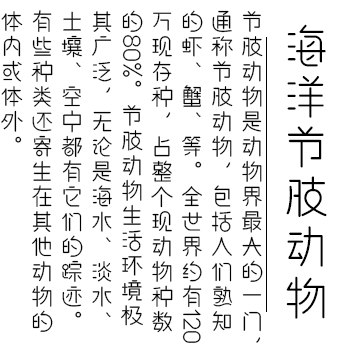 海洋节肢动物
节肢动物是动物界最大的一门，
通称节肢动物，包括人们熟知
的虾、蟹、等。全世界约有120
万现存种，占整个现动物种数
的80%。节肢动物生活环境极
其广泛，无论是海水、淡水、
土壤、空中都有它们的踪迹。
有些种类还寄生在其他动物的
体内或体外。